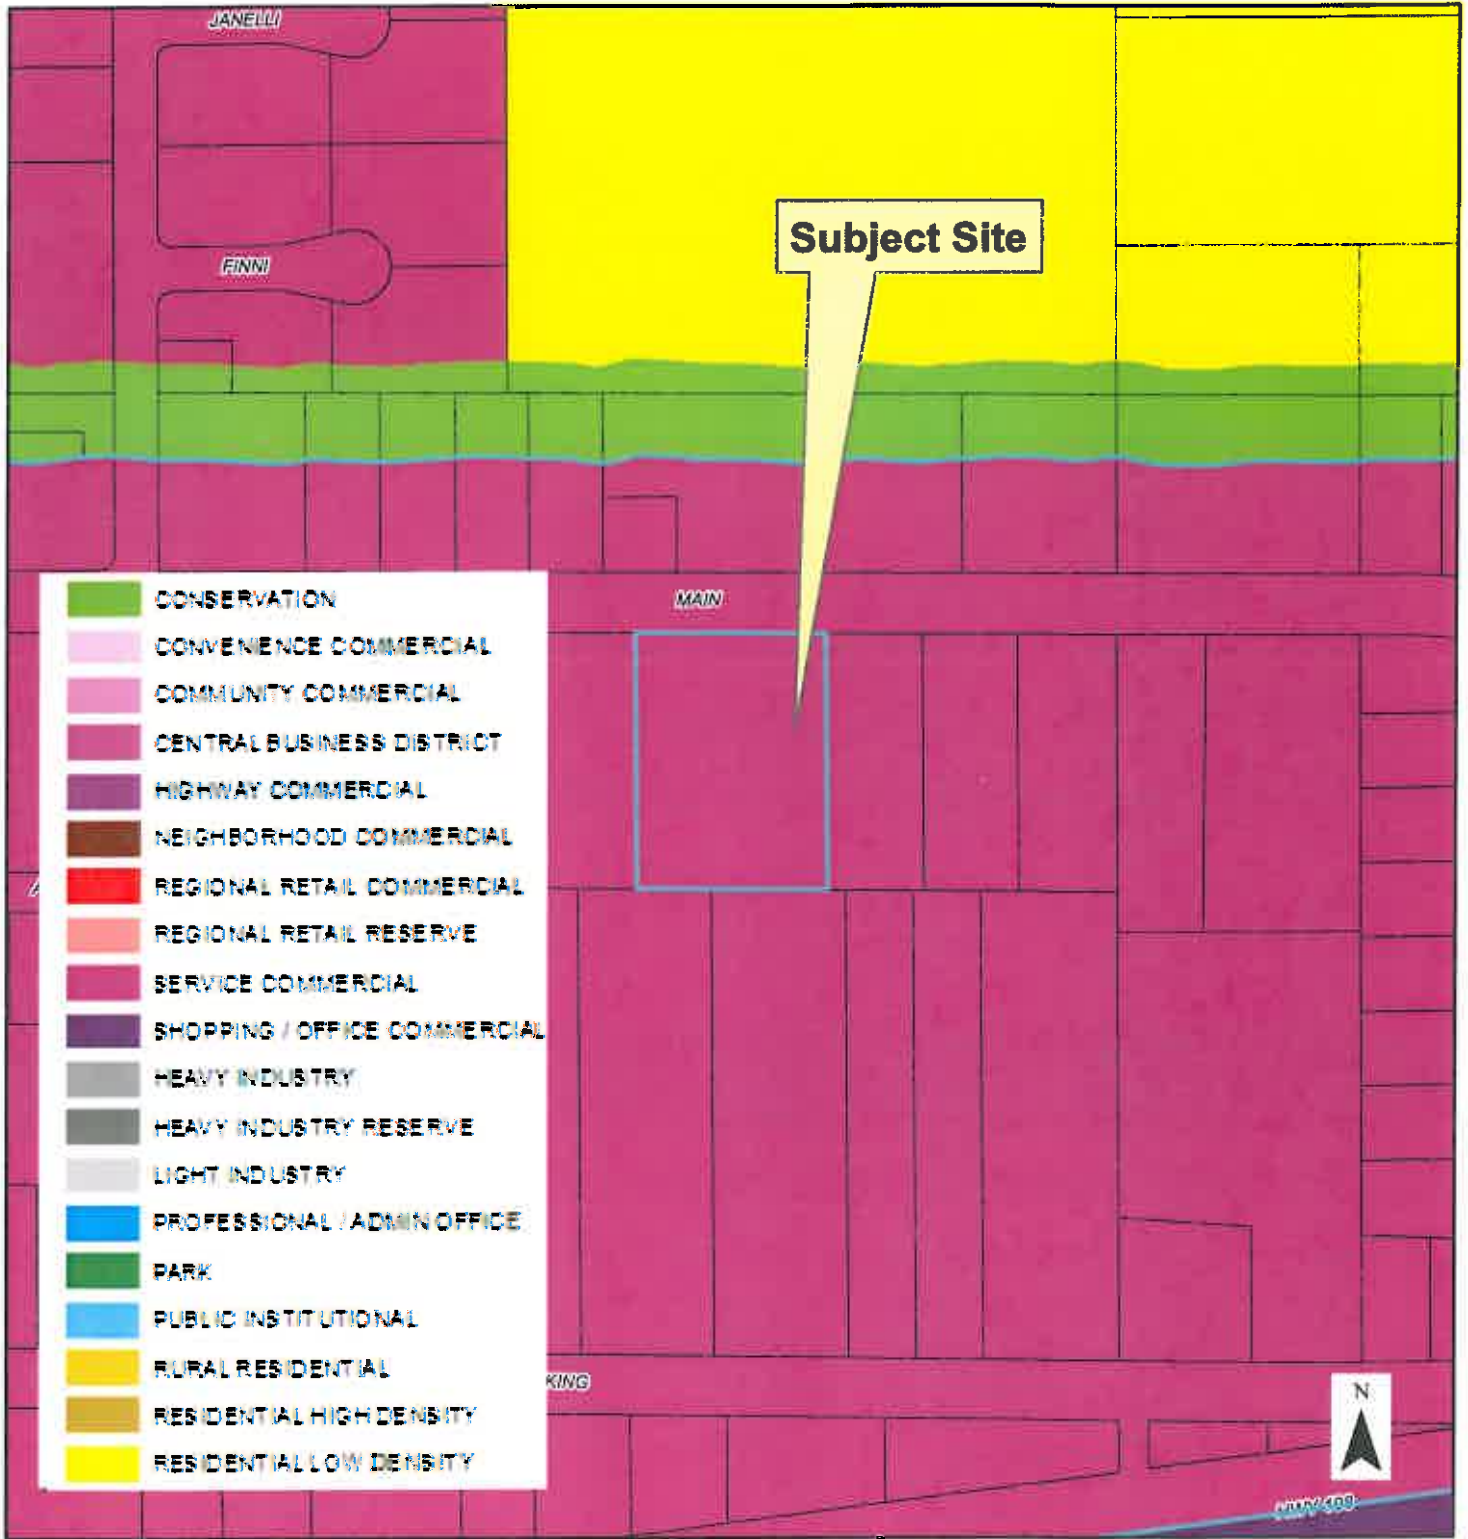 JANELLI
Subject Site
FINNI
MAIN
CONSERVATION
CONVENIENCE COMMERCIAL
COMMUNITY COMMERCIAL
CENTRAL BUSINESS DISTRICT
HIGHWAY COMMERCIAL
NEIGHBORHOOD COMMERCIAL
REGIONAL RETAIL COMMERCIAL
REGIONAL RETAIL RESERVE
SERVICE COMMERCIAL
SHOPPING / OFFICE COMMERCIAL
HEAVY INDUSTRY
HEAVY INDUSTRY RESERVE
LIGHT INDUSTRY
PROFESSIONAL / ADMIN OFFICE
PARK
PUBLIC INSTITUTIONAL
RURAL RESIDENTIAL
RESIDENTIAL HIGH DENSITY
RESIDENTIAL LOW DENSITY
KING
N
HWY